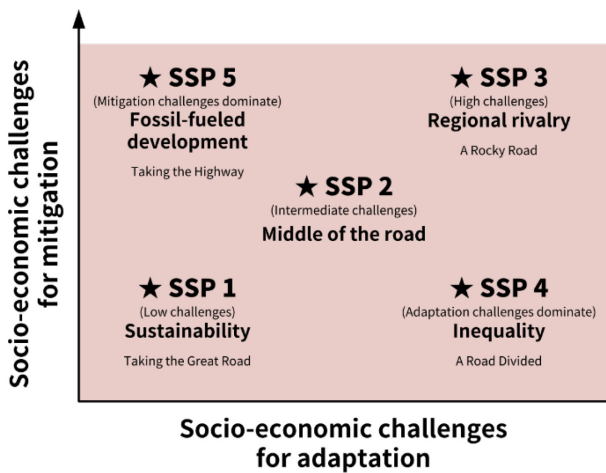 Socio-economic challenges
for mitigation
★ SSP 5
(Mitigation challenges dominate)
Fossil-fueled
development
Taking the Highway
★ SSP 3
(High challenges)
Regional rivalry
A Rocky Road
★ SSP 2
(Intermediate challenges)
Middle of the road
★ SSP 1
(Low challenges)
Sustainability
Taking the Great Road
★ SSP 4
(Adaptation challenges dominate)
Inequality
A Road Divided
Socio-economic challenges
for adaptation